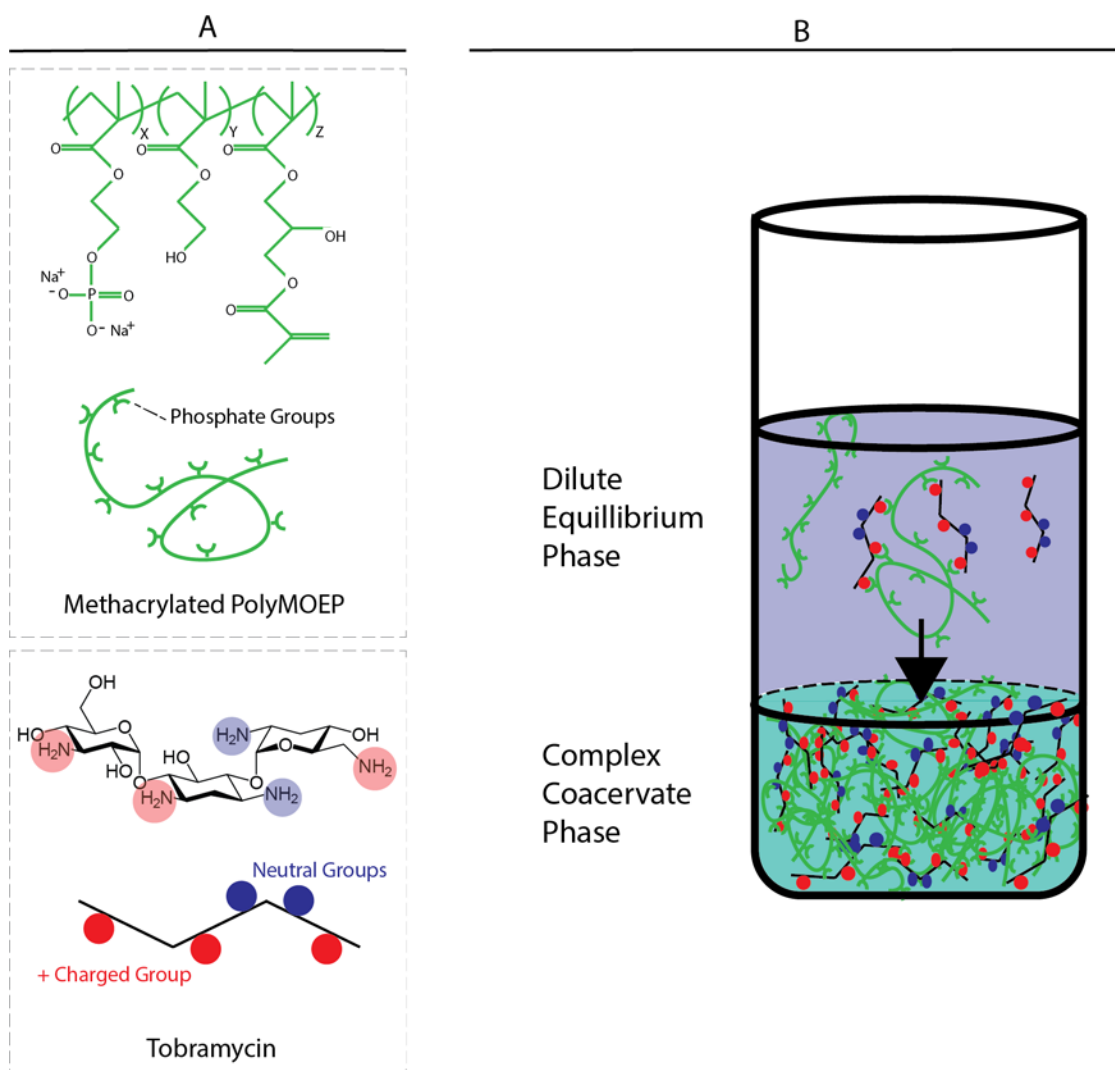 A
B
X
Y
Z
O
O
O
O
O
O
O
HO
OH
O
O
Na+
-O
P
O
O- Na+
Phosphate Groups
Methacrylated PolyMOEP
OH
HO
H2N
O
HO
O
HO
H2N
H2N
O
NH2
O
OH
NH2
Neutral Groups
+ Charged Group
Tobramycin
Dilute
Equillibrium
Phase
Complex
Coacervate
Phase